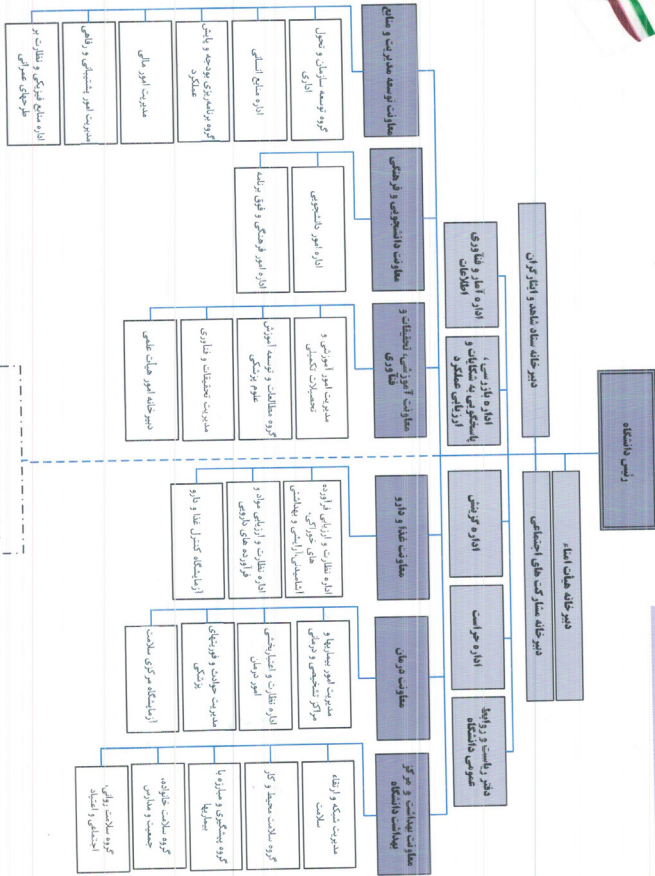 رئیس دانشگاه
دبیرخانه هیأت امناء
دبیرخانه ستاد شاهد و ایثارگران
دبیرخانه مشارکت های اجتماعی
دفتر ریاست و روابط
عمومی دانشگاه
اداره حراست
اداره گزینش
اداره بازرسی ،
پاسخگویی به شکایات و
ارزیابی عملکرد
اداره آمار و فناوری
اطلاعات
معاونت بهداشت و مرکز
بهداشت دانشگاه
مدیریت شبکه و ارتقاء
سلامت
گروه سلامت محیط و کار
گروه پیشگیری و مبارزه با
بیماریها
گروه سلامت خانواده،
جمعیت و مدارس
گروه سلامت روانی،
اجتماعی و اعتیاد
معاونت درمان
مدیریت امور بیماریها و
مراکز تشخیصی و درمانی
اداره نظارت و اعتباربخشی
امور درمان
مدیریت حوادث و فوریتهای
پزشکی
آزمایشگاه مرکزی سلامت
معاونت غذا و دارو
اداره نظارت و ارزیابی فرآورده
های خوراکی،
آشامیدنی،آرایشی و بهداشتی
اداره نظارت و ارزیابی مواد و
فرآورده های دارویی
آزمایشگاه کنترل غذا و دارو
معاونت آموزشی، تحقیقات و
فناوری
مدیریت امور آموزشی و
تحصیلات تکمیلی
گروه مطالعات و توسعه آموزش
علوم پزشکی
مدیریت تحقیقات و فناوری
دبیرخانه امور هیأت علمی
معاونت دانشجویی و فرهنگی
اداره امور دانشجویی
اداره امور فرهنگی و فوق برنامه
معاونت توسعه مدیریت و منابع
گروه توسعه سازمان و تحول
اداری
اداره منابع انسانی
گروه برنامه‌ریزی بودجه و پایش
عملکرد
مدیریت امور مالی
مدیریت امور پشتیبانی و رفاهی
اداره منابع فیزیکی و نظارت بر
طرحهای عمرانی